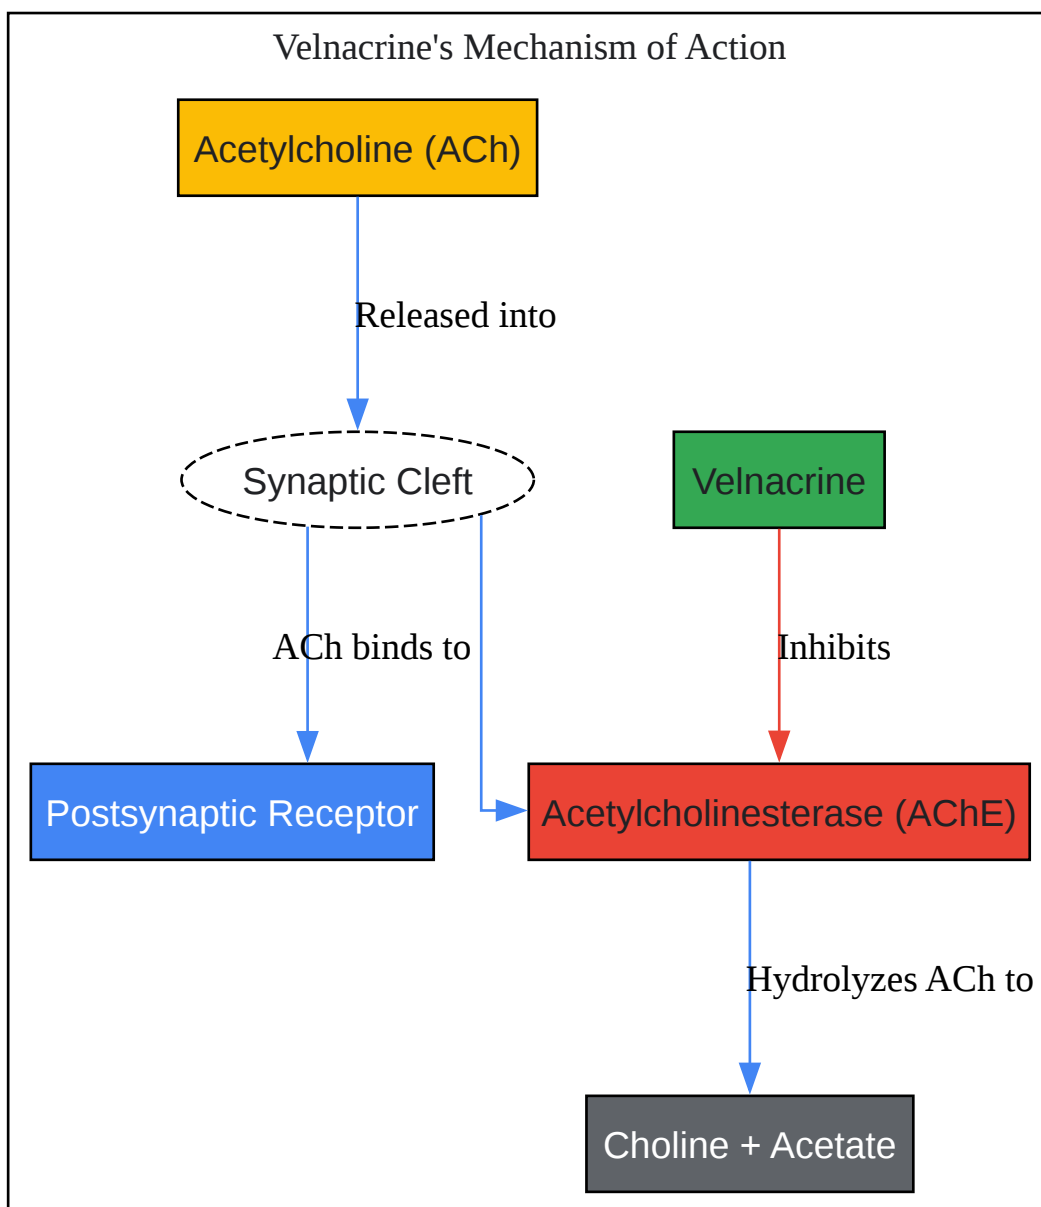 Velnacrine's Mechanism of Action
Acetylcholine (ACh)
Released into
Synaptic Cleft
Velnacrine
ACh binds to
Inhibits
Postsynaptic Receptor
Acetylcholinesterase (AChE)
Hydrolyzes ACh to
Choline + Acetate